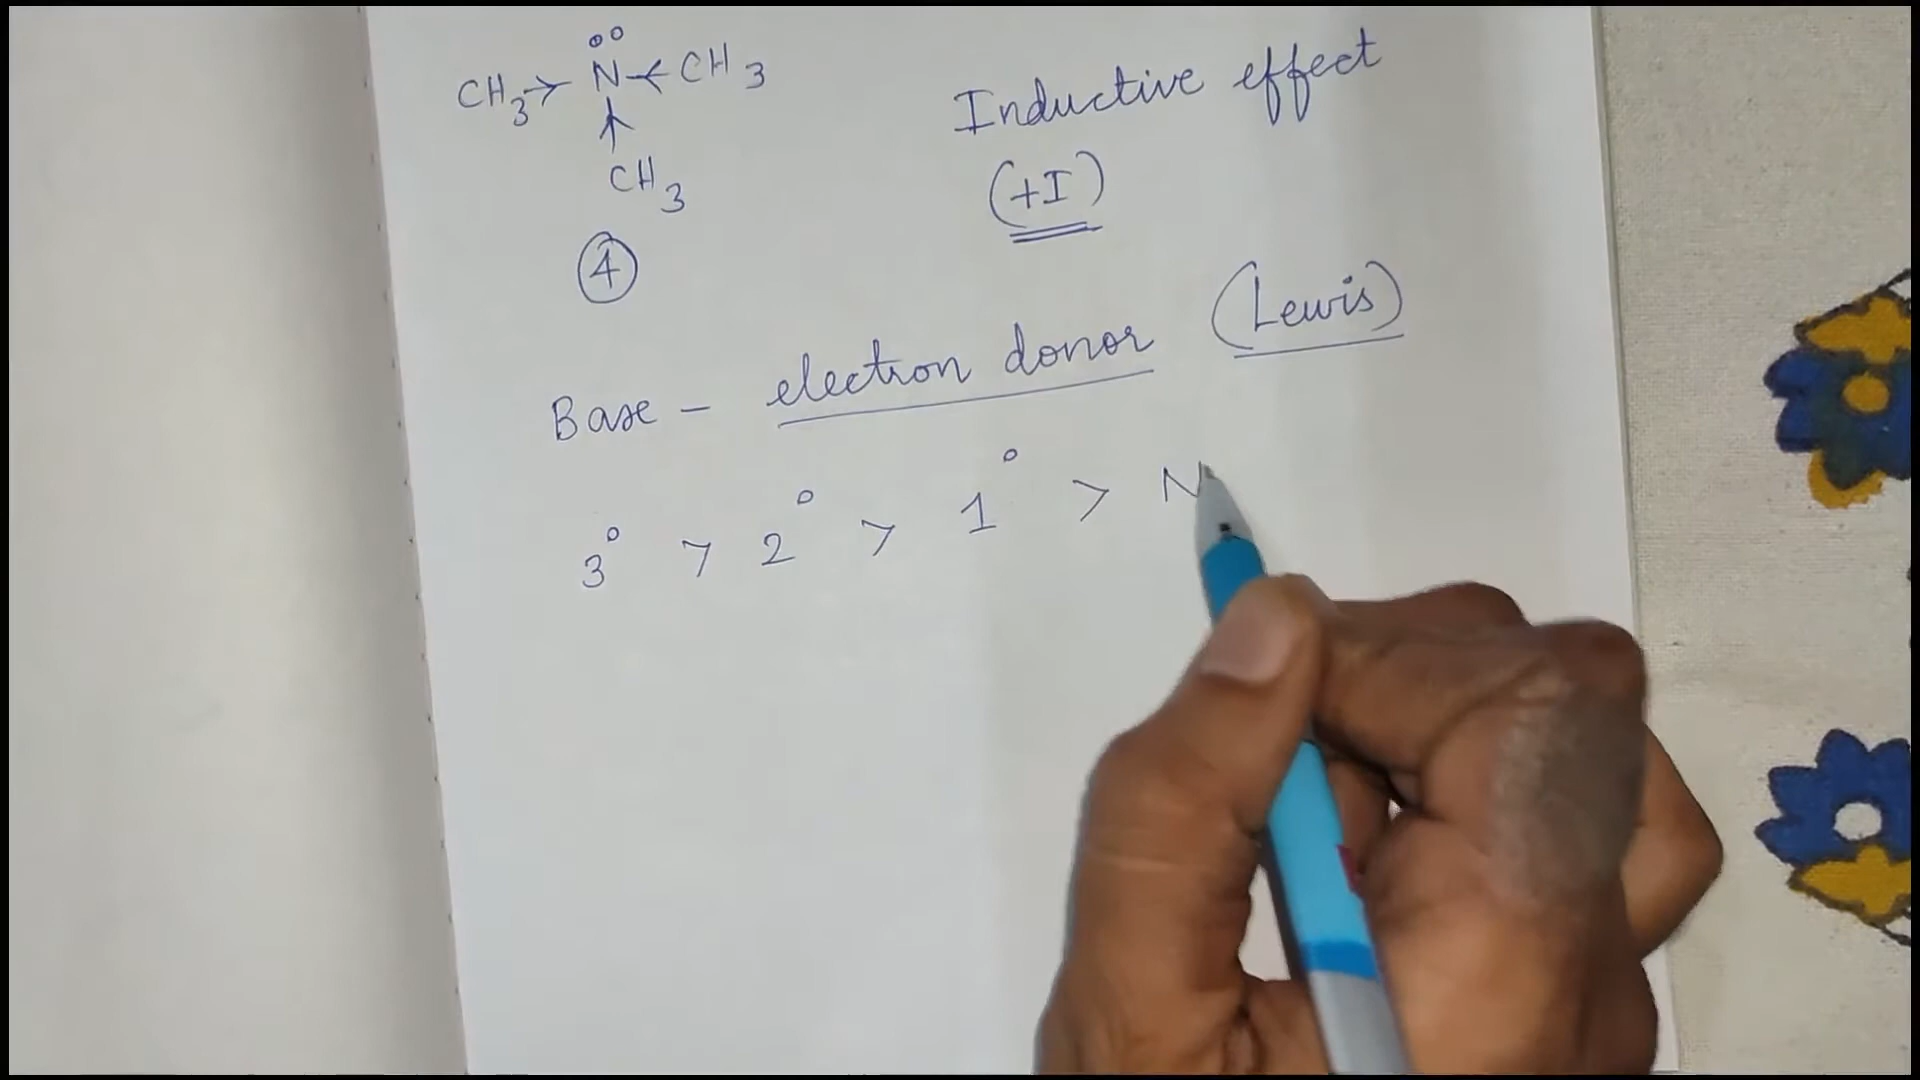 °°
CH3 > N < CH3
CH3
4
Inductive effect
(+I)
Base - electron donor (Lewis)
3° > 2° > 1° > N